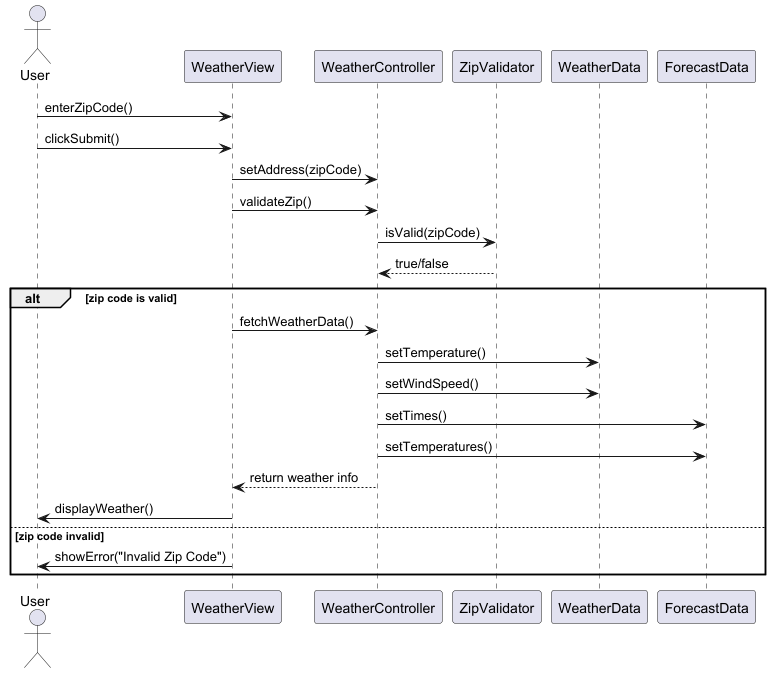 User
WeatherView
WeatherController
ZipValidator
WeatherData
ForecastData
enterZipCode()
clickSubmit()
setAddress(zipCode)
validateZip()
isValid(zipCode)
true/false
alt [zip code is valid]
fetchWeatherData()
setTemperature()
setWindSpeed()
setTimes()
setTemperatures()
return weather info
displayWeather()
[zip code invalid]
showError("Invalid Zip Code")
User
WeatherView
WeatherController
ZipValidator
WeatherData
ForecastData